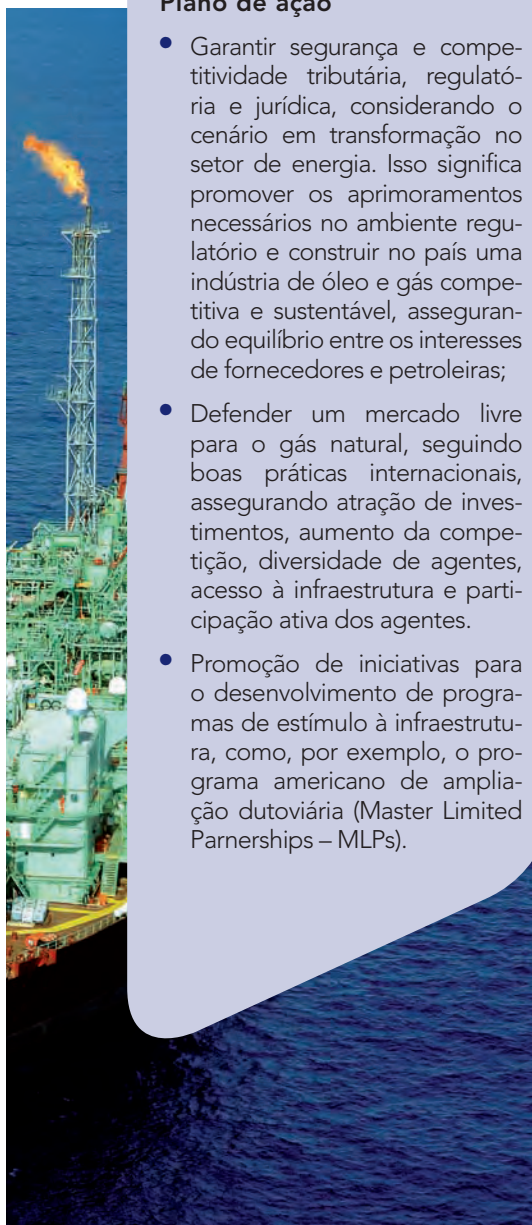 Plano de ação
• Garantir segurança e compe-
titividade tributária, regulató-
ria e jurídica, considerando o
cenário em transformação no
setor de energia. Isso significa
promover os aprimoramentos
necessários no ambiente regu-
latório e construir no país uma
indústria de óleo e gás compe-
titiva e sustentável, asseguran-
do equilíbrio entre os interesses
de fornecedores e petroleiras;
• Defender um mercado livre
para o gás natural, seguindo
boas práticas internacionais,
assegurando atração de inves-
timentos, aumento da compe-
tição, diversidade de agentes,
acesso à infraestrutura e parti-
cipação ativa dos agentes.
• Promoção de iniciativas para
o desenvolvimento de progra-
mas de estímulo à infraestrutu-
ra, como, por exemplo, o pro-
grama americano de amplia-
ção dutoviária (Master Limited
Parnerships – MLPs).